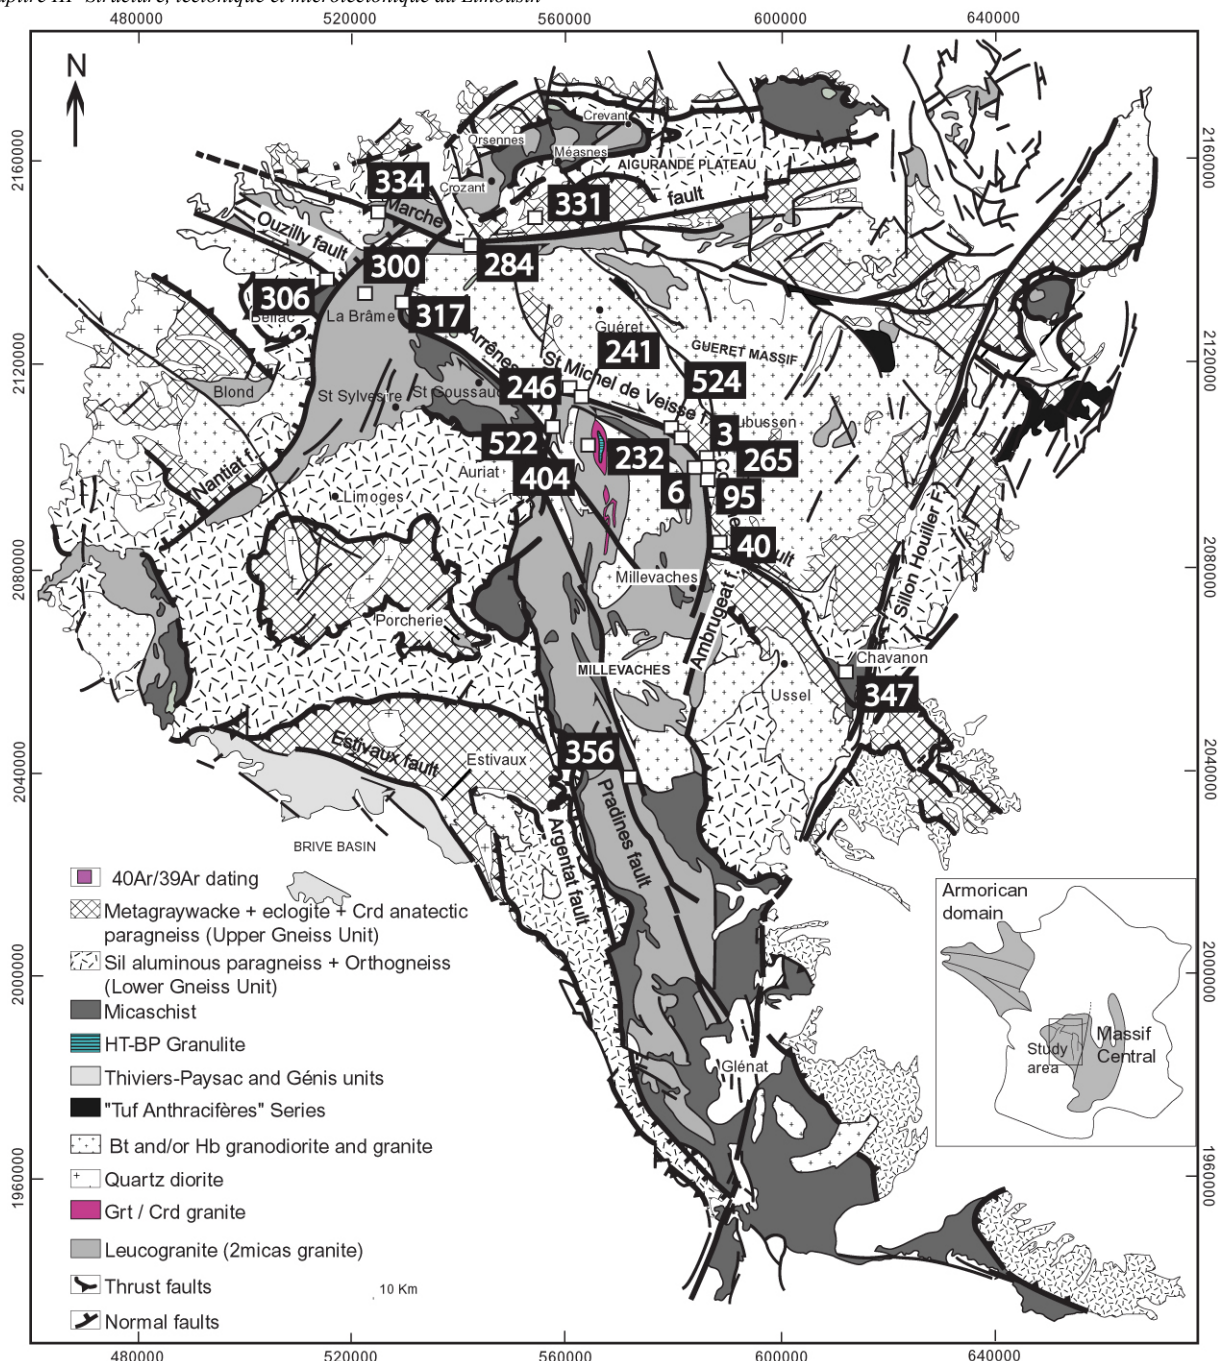 Structure, tectonique et microtectonique du Limousin
480000
520000
560000
600000
640000
N
2160000
2120000
2080000
2040000
2000000
1960000
2160000
2120000
2080000
2040000
2000000
1960000
Crevant
Orsennes
Méasnes
AIGURANDE PLATEAU
Crozant
334
331
fault
Marche
Ouzilly fault
300
284
306
Bellac
La Brâme
317
Arrênes
Guéret
241
GUERET MASSIF
St Michel de Veisse f.
246
524
Blond
St Sylvestre
St Goussaud
3
ubussen
522
232
265
Auriat
404
6
95
Nantiat f.
Limoges
40
fault
Sillon Houiller F.
Millevaches
Ambrugeat f.
Porcherie
MILLEVACHES
Chavanon
Ussel
347
356
Estivaux fault
Estivaux
Pradines fault
Argentat fault
BRIVE BASIN
Glénat
40Ar/39Ar dating
Metagraywacke + eclogite + Crd anatectic
paragneiss (Upper Gneiss Unit)
Sil aluminous paragneiss + Orthogneiss
(Lower Gneiss Unit)
Micaschist
HT-BP Granulite
Thiviers-Paysac and Génis units
"Tuf Anthracifères" Series
Bt and/or Hb granodiorite and granite
Quartz diorite
Grt / Crd granite
Leucogranite (2micas granite)
Thrust faults
Normal faults
10 Km
Armorican
domain
Study
area
Massif
Central
480000
520000
560000
600000
640000